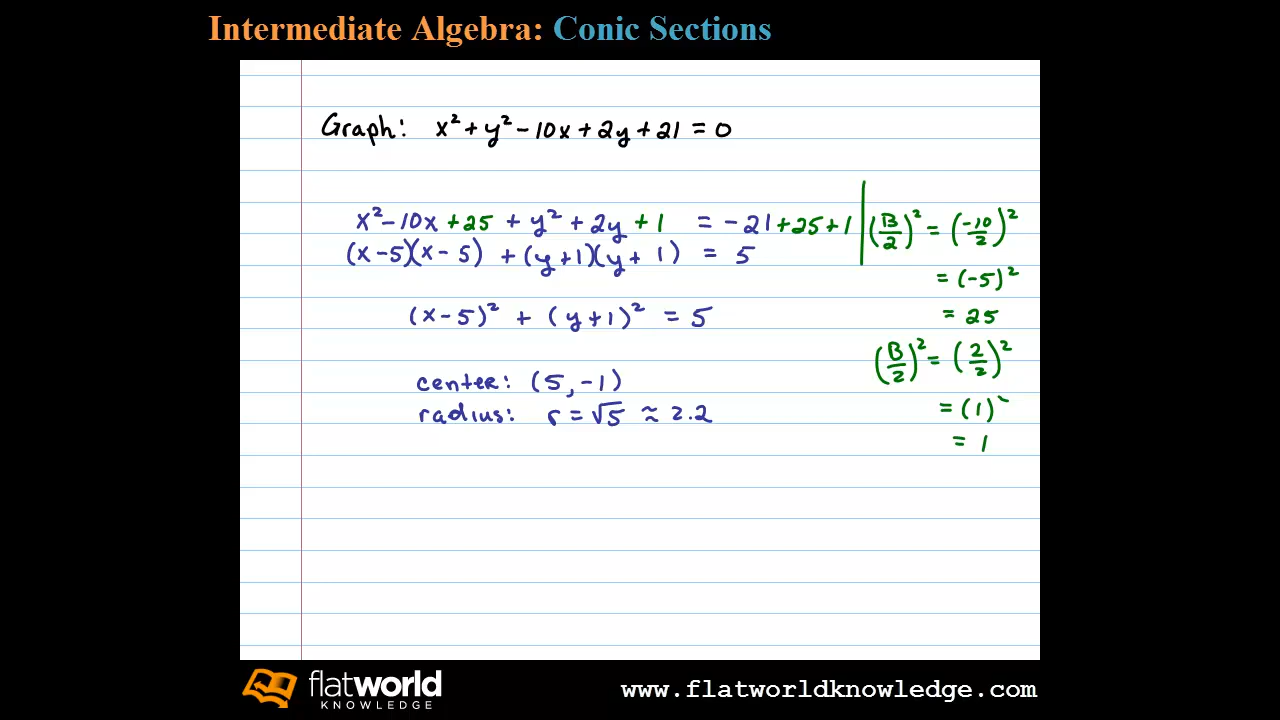 Intermediate Algebra: Conic Sections
Graph: x² + y² - 10x + 2y + 21 = 0
x² - 10x + 25 + y² + 2y + 1 = -21 + 25 + 1
(x - 5)(x - 5) + (y + 1)(y + 1) = 5
(x - 5)² + (y + 1)² = 5
center: (5, -1)
radius: r = √5 ≈ 2.2
(B/2)² = (-10/2)²
= (-5)²
= 25
(B/2)² = (2/2)²
= (1)²
= 1
flatworld
KNOWLEDGE
www.flatworldknowledge.com